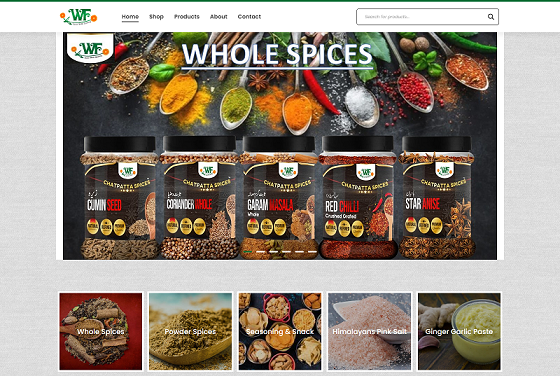 WF
Home
Shop
Products
About
Contact
Search for products...
WF
WHOLE SPICES
WF
WF
WF
WF
WF
CHATPATTA SPICES
CHATPATTA SPICES
CHATPATTA SPICES
CHATPATTA SPICES
CHATPATTA SPICES
CUMIN SEED
CORIANDER WHOLE
GARAM MASALA
Whole
RED CHILLI
Crushed Grated
STAR ANISE
Whole Spices
Powder Spices
Seasoning & Snack
Himalayans Pink Salt
Ginger Garlic Paste